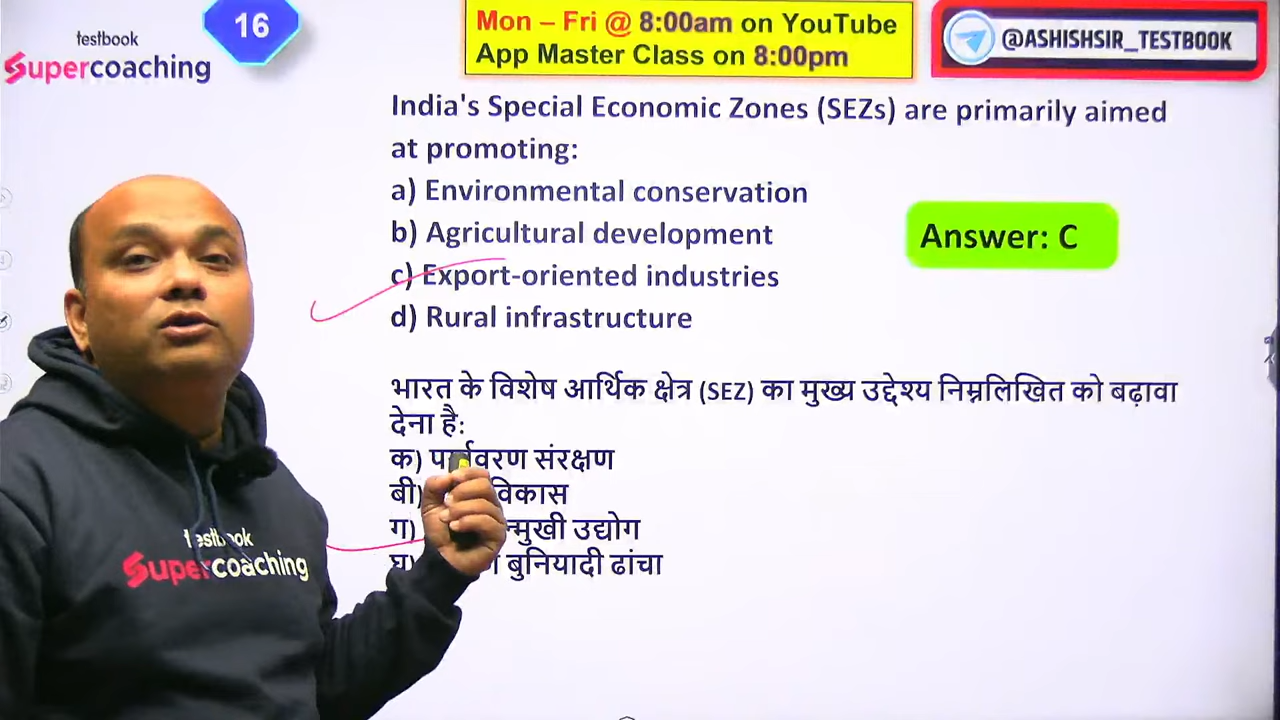 testbook
Supercoaching
16
Mon – Fri @ 8:00am on YouTube
App Master Class on 8:00pm
@ASHISHSIR_TESTBOOK
India's Special Economic Zones (SEZs) are primarily aimed
at promoting:
a) Environmental conservation
b) Agricultural development
c) Export-oriented industries
d) Rural infrastructure
Answer: C
भारत के विशेष आर्थिक क्षेत्र (SEZ) का मुख्य उद्देश्य निम्नलिखित को बढ़ावा
देना है:
क) संरक्षण
बी) विकास
ग) उद्योग
घ) बुनियादी ढांचा
testbook
Supercoaching